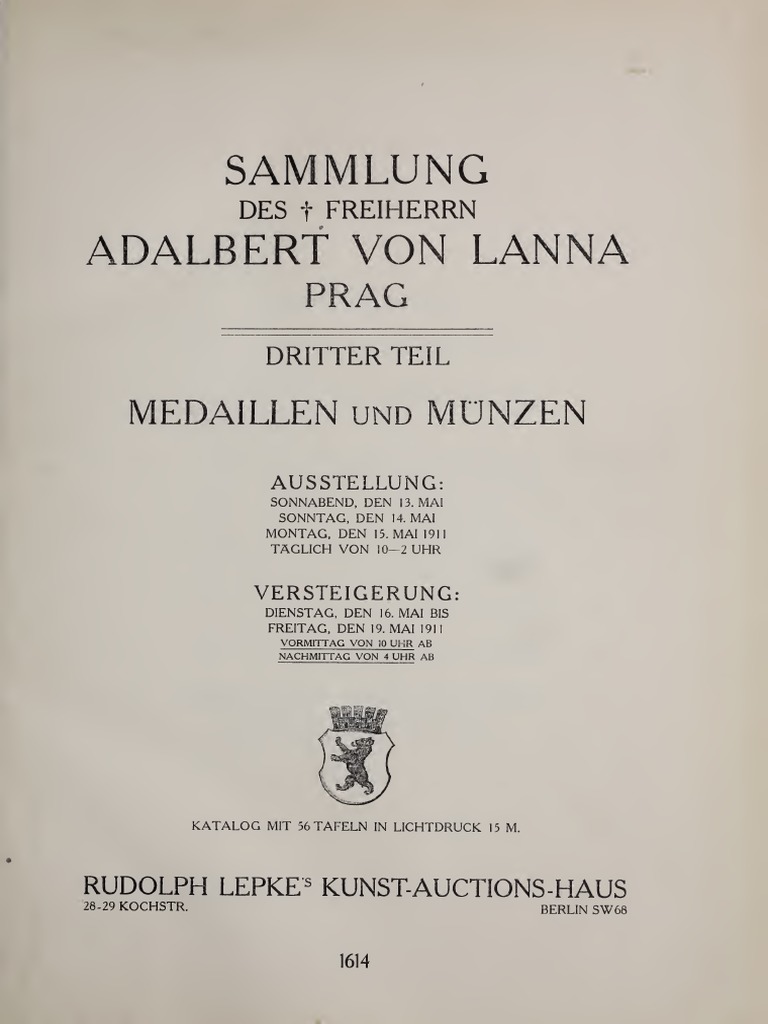 SAMMLUNG
DES † FREIHERRN
ADALBERT VON LANNA
PRAG
DRITTER TEIL
MEDAILLEN UND MÜNZEN
AUSSTELLUNG:
SONNABEND, DEN 13. MAI
SONNTAG, DEN 14. MAI
MONTAG, DEN 15. MAI 1911
TÄGLICH VON 10—2 UHR
VERSTEIGERUNG:
DIENSTAG, DEN 16. MAI BIS
FREITAG, DEN 19. MAI 1911
VORMITTAG VON 10 UHR AB
NACHMITTAG VON 4 UHR AB
KATALOG MIT 56 TAFELN IN LICHTDRUCK 15 M.
RUDOLPH LEPKE'S KUNST-AUCTIONS-HAUS
28-29 KOCHSTR. BERLIN SW68
1614